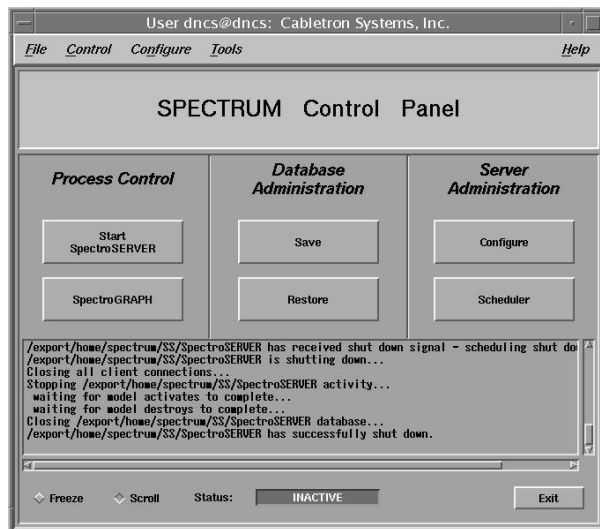 User dncs@dncs: Cabletron Systems, Inc.
File Control Configure Tools Help
SPECTRUM Control Panel
Process Control
Start
SpectroSERVER
SpectroGRAPH
Database
Administration
Save
Restore
Server
Administration
Configure
Scheduler
/export/home/spectrum/SS/SpectroSERVER has received shut down signal - scheduling shut do
/export/home/spectrum/SS/SpectroSERVER is shutting down...
Closing all client connections...
Stopping /export/home/spectrum/SS/SpectroSERVER activity...
waiting for model activates to complete...
waiting for model destroys to complete...
Closing /export/home/spectrum/SS/SpectroSERVER database...
/export/home/spectrum/SS/SpectroSERVER has successfully shut down.
Freeze Scroll Status: INACTIVE Exit